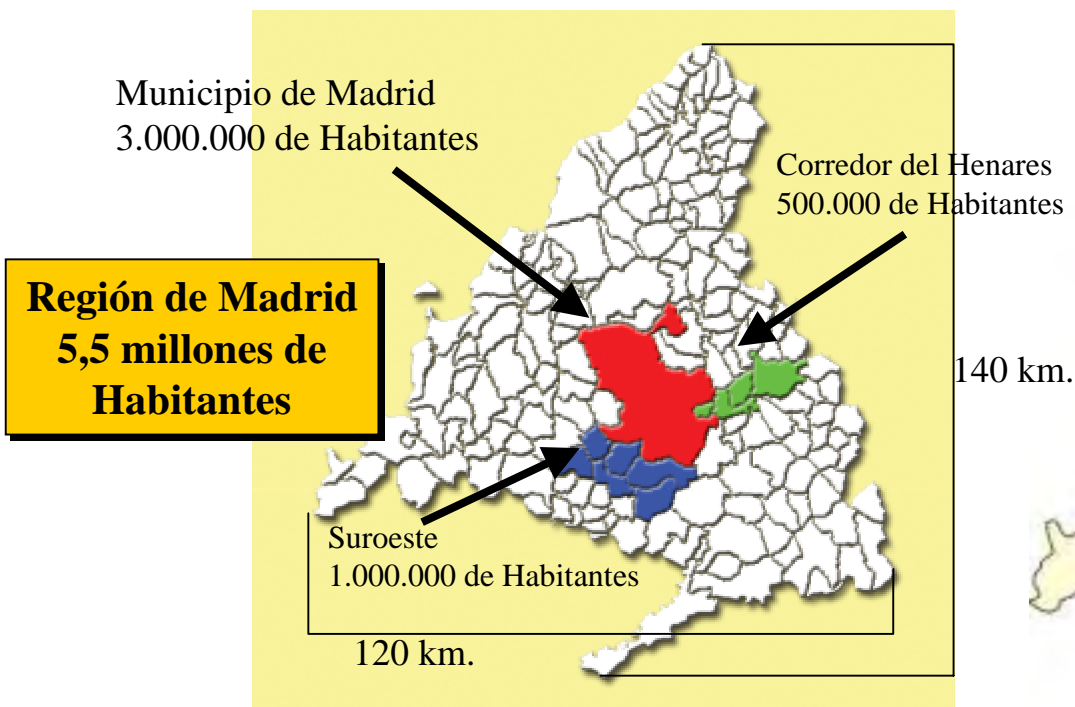 Municipio de Madrid
3.000.000 de Habitantes
Corredor del Henares
500.000 de Habitantes
Región de Madrid
5,5 millones de
Habitantes
140 km.
Suroeste
1.000.000 de Habitantes
120 km.